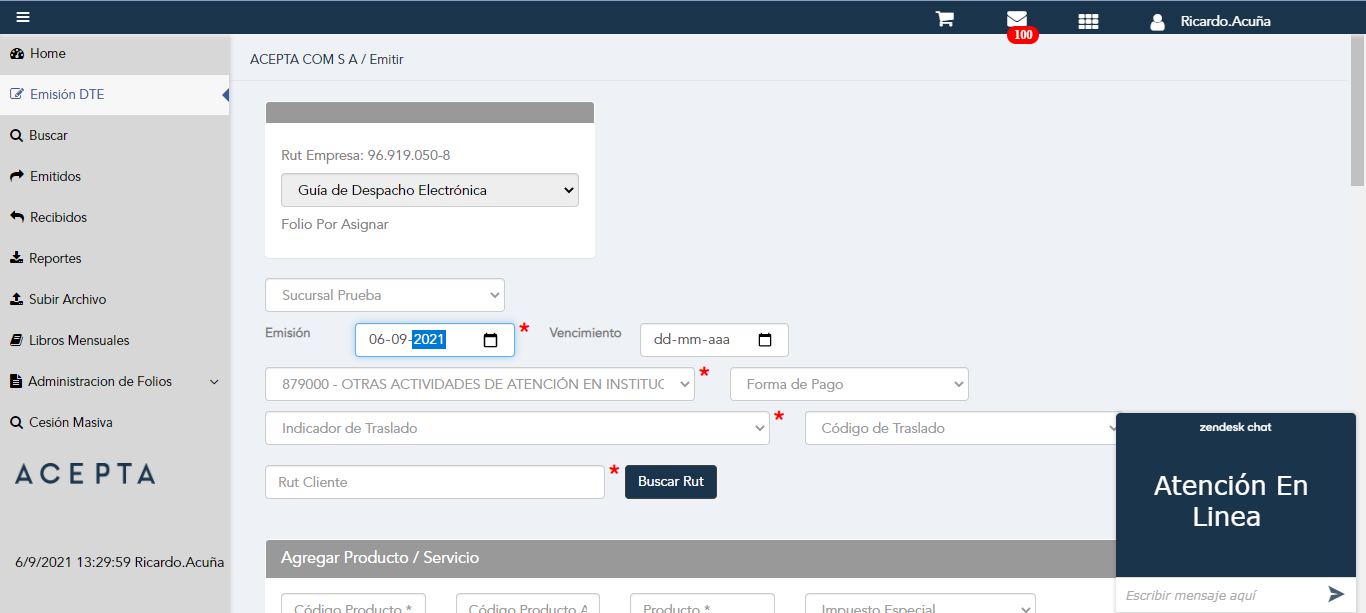 100
Ricardo.Acuña
Home
Emisión DTE
Buscar
Emitidos
Recibidos
Reportes
Subir Archivo
Libros Mensuales
Administracion de Folios
Cesión Masiva
ACEPTA
6/9/2021 13:29:59 Ricardo.Acuña
ACEPTA COM S A / Emitir
Rut Empresa: 96.919.050-8
Guía de Despacho Electrónica
Folio Por Asignar
Sucursal Prueba
Emisión 06-09-2021 * Vencimiento dd-mm-aaa
879000 - OTRAS ACTIVIDADES DE ATENCIÓN EN INSTITUC * Forma de Pago
Indicador de Traslado * Código de Traslado
Rut Cliente * Buscar Rut
Agregar Producto / Servicio
Código Producto * Código Producto A Producto * Impuesto Especial
zendesk chat
Atención En
Linea
Escribir mensaje aquí